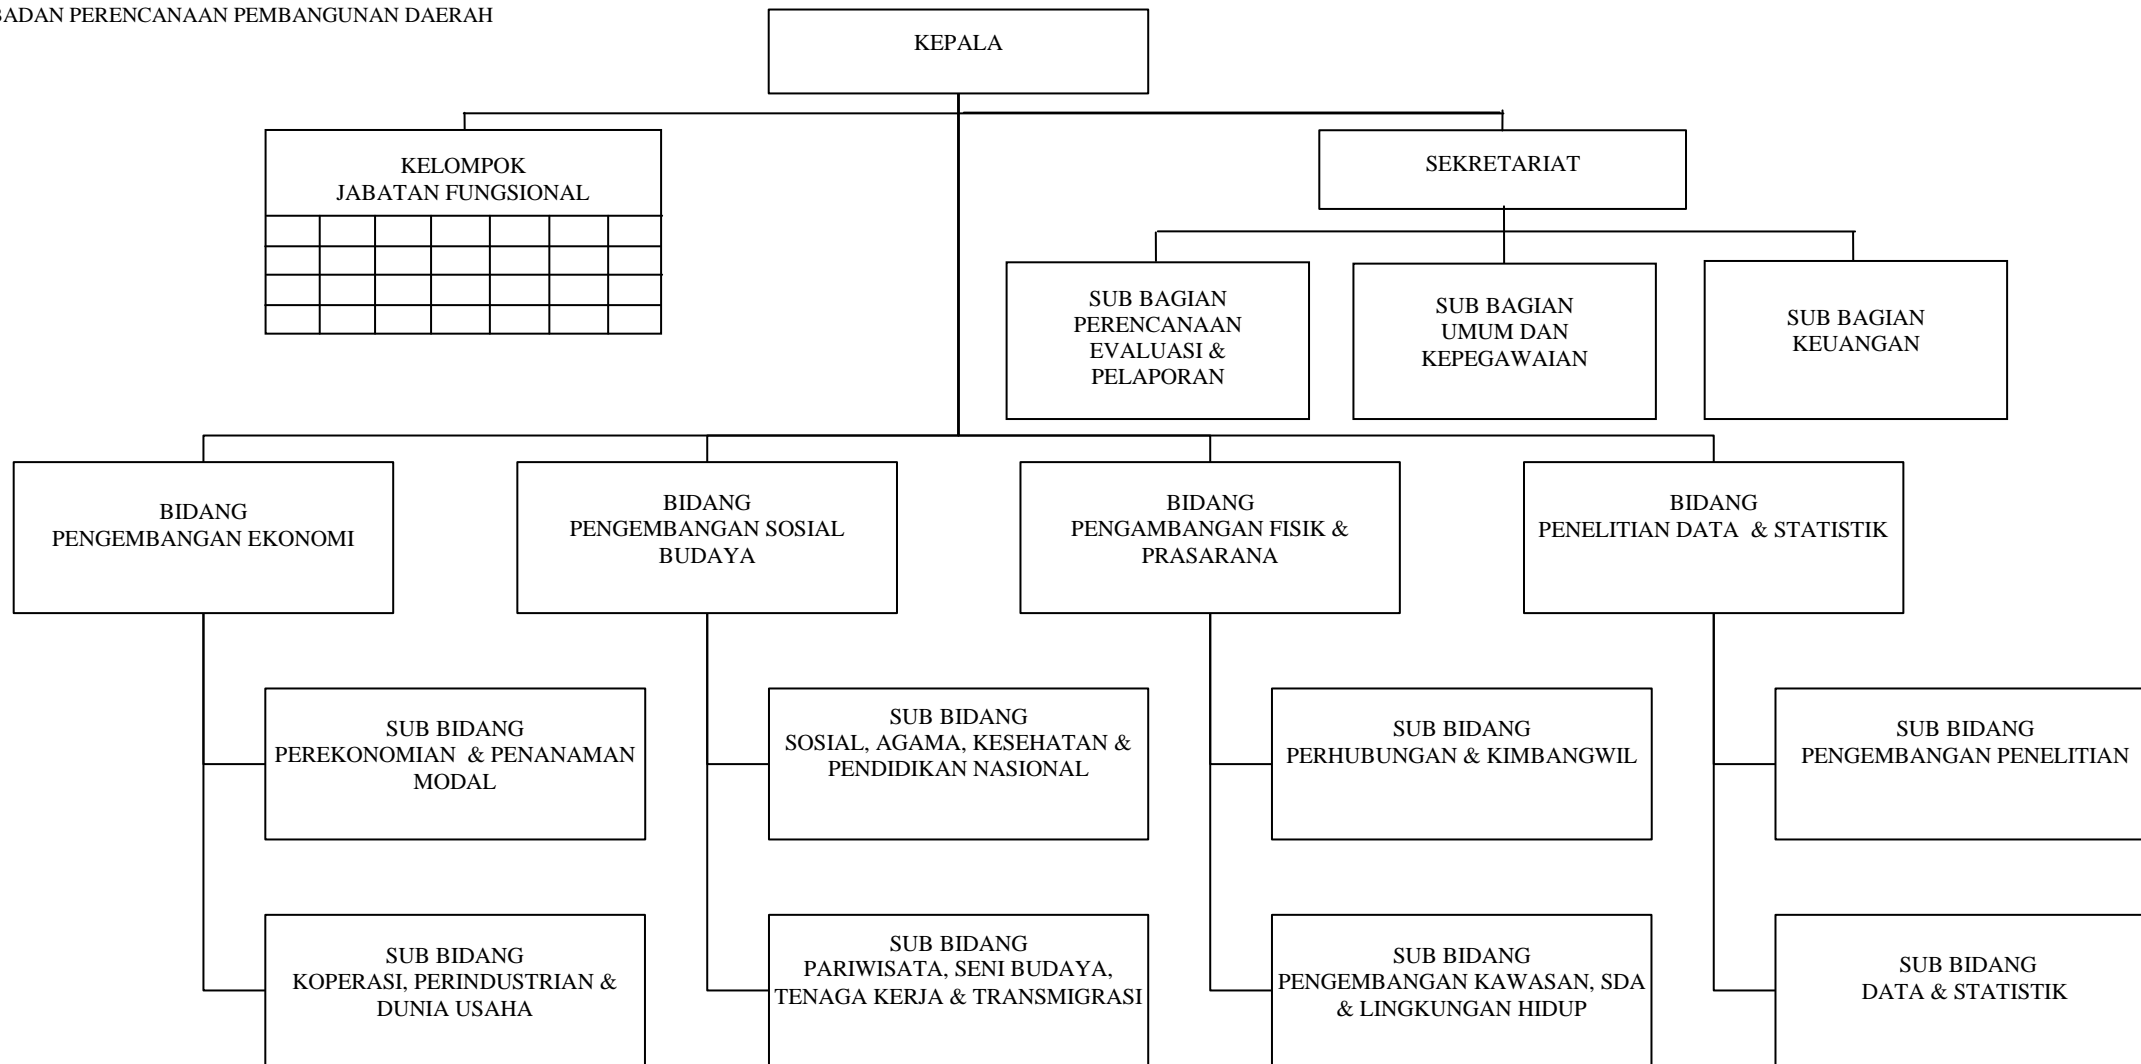 BADAN PERENCANAAN PEMBANGUNAN DAERAH
KEPALA
KELOMPOK
JABATAN FUNGSIONAL
SEKRETARIAT
SUB BAGIAN
PERENCANAAN
EVALUASI &
PELAPORAN
SUB BAGIAN
UMUM DAN
KEPEGAWAIAN
SUB BAGIAN
KEUANGAN
BIDANG
PENGEMBANGAN EKONOMI
BIDANG
PENGEMBANGAN SOSIAL
BUDAYA
BIDANG
PENGAMBANGAN FISIK &
PRASARANA
BIDANG
PENELITIAN DATA & STATISTIK
SUB BIDANG
PEREKONOMIAN & PENANAMAN
MODAL
SUB BIDANG
SOSIAL, AGAMA, KESEHATAN &
PENDIDIKAN NASIONAL
SUB BIDANG
PERHUBUNGAN & KIMBANGWIL
SUB BIDANG
PENGEMBANGAN PENELITIAN
SUB BIDANG
KOPERASI, PERINDUSTRIAN &
DUNIA USAHA
SUB BIDANG
PARIWISATA, SENI BUDAYA,
TENAGA KERJA & TRANSMIGRASI
SUB BIDANG
PENGEMBANGAN KAWASAN, SDA
& LINGKUNGAN HIDUP
SUB BIDANG
DATA & STATISTIK